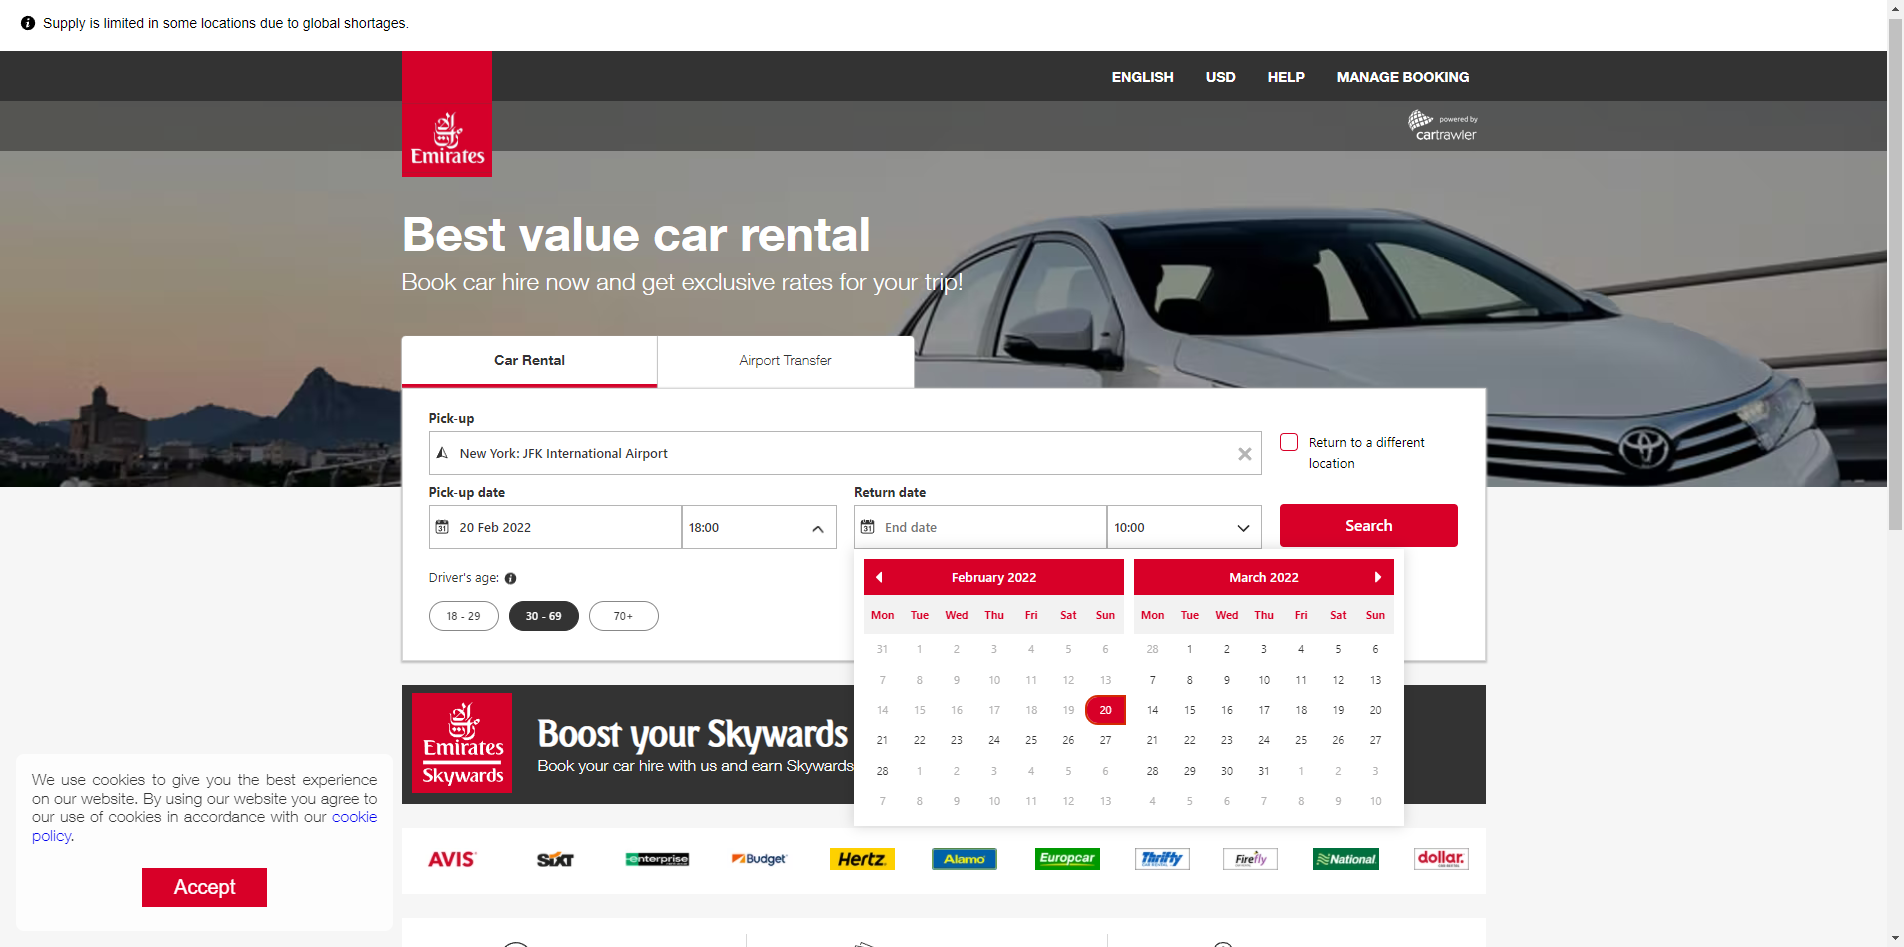 Supply is limited in some locations due to global shortages.
ENGLISH USD HELP MANAGE BOOKING
Emirates
powered by
cartrawler
Best value car rental
Book car hire now and get exclusive rates for your trip!
Car Rental Airport Transfer
Pick-up
New York: JFK International Airport
Return to a different
location
Pick-up date Return date
31 20 Feb 2022 18:00 31 End date 10:00
Search
Driver's age:
18 - 29 30 - 69 70+
February 2022 March 2022
Mon Tue Wed Thu Fri Sat Sun Mon Tue Wed Thu Fri Sat Sun
31 1 2 3 4 5 6 28 1 2 3 4 5 6
7 8 9 10 11 12 13 7 8 9 10 11 12 13
14 15 16 17 18 19 20 14 15 16 17 18 19 20
21 22 23 24 25 26 27 21 22 23 24 25 26 27
28 1 2 3 4 5 6 28 29 30 31 1 2 3
7 8 9 10 11 12 13 4 5 6 7 8 9 10
Emirates
Skywards
Boost your Skywards
Book your car hire with us and earn Skywards
We use cookies to give you the best experience
on our website. By using our website you agree to
our use of cookies in accordance with our cookie
policy.
Accept
AVIS SIXT enterprise Budget Hertz Alamo Europcar Thrifty Firefly National dollar.